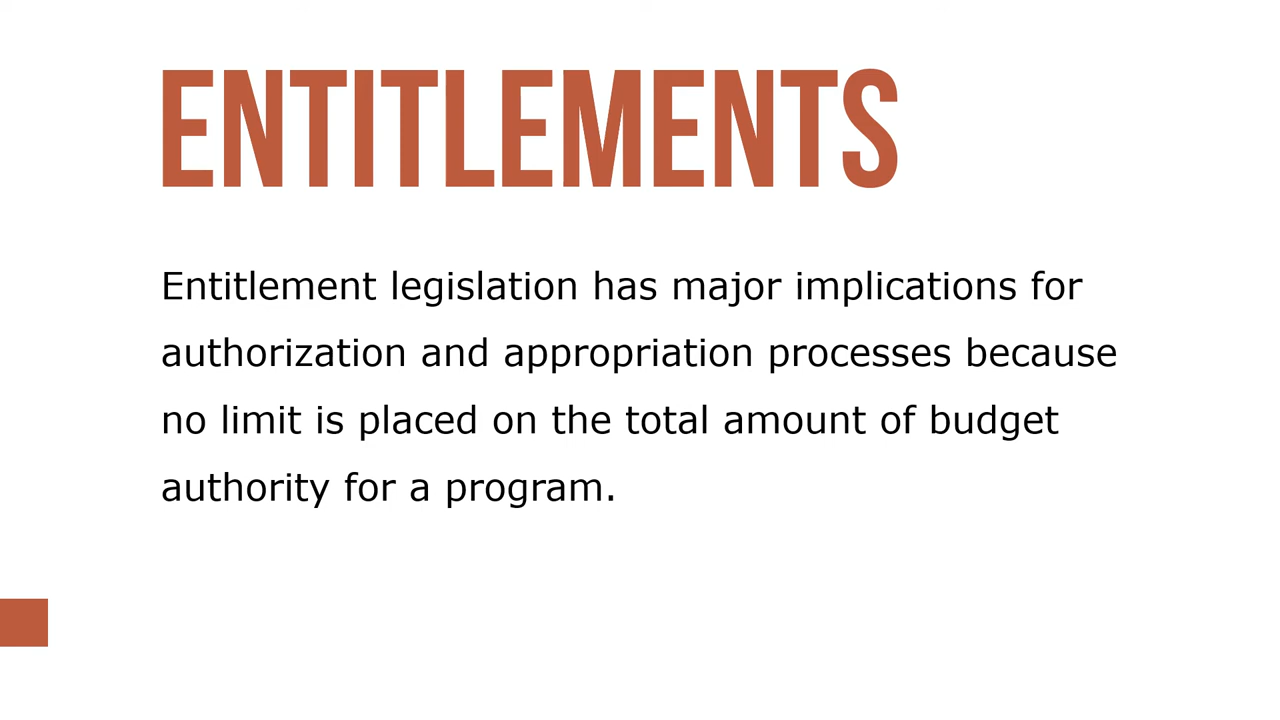 ENTITLEMENTS
Entitlement legislation has major implications for
authorization and appropriation processes because
no limit is placed on the total amount of budget
authority for a program.